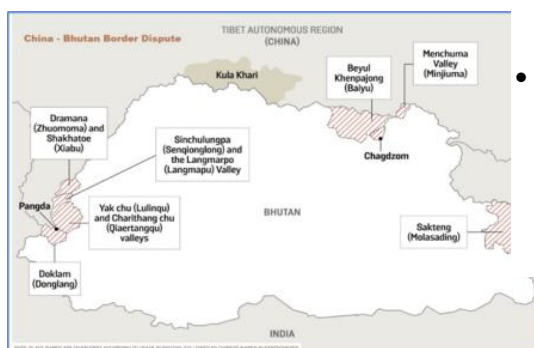 China - Bhutan Border Dispute
TIBET AUTONOMOUS REGION
(CHINA)
Kula Khari
Beyul
Khenpajong
(Baiyu)
Menchuma
Valley
(Minjiuma)
Chagdzom
Dramana
(Zhuomoma) and
Shakhatoe
(Xiabu)
Sinchulungpa
(Senqionglong) and
the Langmarpo
(Langmapu) Valley
Pangda
Yak chu (Lulinqu)
and Charithang chu
(Qiaertangqu)
valleys
BHUTAN
Sakteng
(Molasading)
Doklam
(Donglang)
INDIA